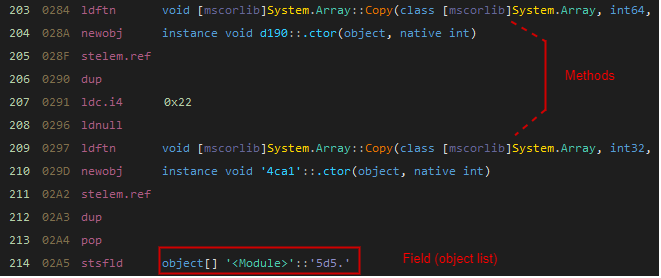 203 0284 ldftn void [mscorlib]System.Array::Copy(class [mscorlib]System.Array, int64,
204 028A newobj instance void d190::.ctor(object, native int)
205 028F stelem.ref
206 0290 dup
207 0291 ldc.i4 0x22
208 0296 ldnull
209 0297 ldftn void [mscorlib]System.Array::Copy(class [mscorlib]System.Array, int32,
210 029D newobj instance void '4ca1'::.ctor(object, native int)
211 02A2 stelem.ref
212 02A3 dup
213 02A4 pop
214 02A5 stsfld object[] '<Module>'::'5d5.'
Methods
Field (object list)